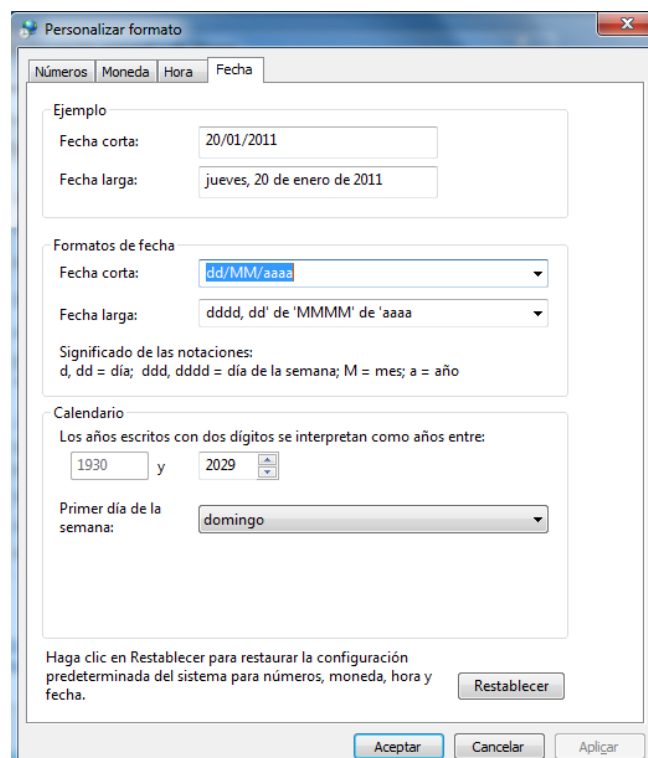 Personalizar formato
Números Moneda Hora Fecha
Ejemplo
Fecha corta: 20/01/2011
Fecha larga: jueves, 20 de enero de 2011
Formatos de fecha
Fecha corta: dd/MM/aaaa
Fecha larga: dddd, dd' de 'MMMM' de 'aaaa
Significado de las notaciones:
d, dd = día; ddd, dddd = día de la semana; M = mes; a = año
Calendario
Los años escritos con dos dígitos se interpretan como años entre:
1930 y 2029
Primer día de la
semana: domingo
Haga clic en Restablecer para restaurar la configuración
predeterminada del sistema para números, moneda, hora y
fecha.
Restablecer
Aceptar Cancelar Aplicar